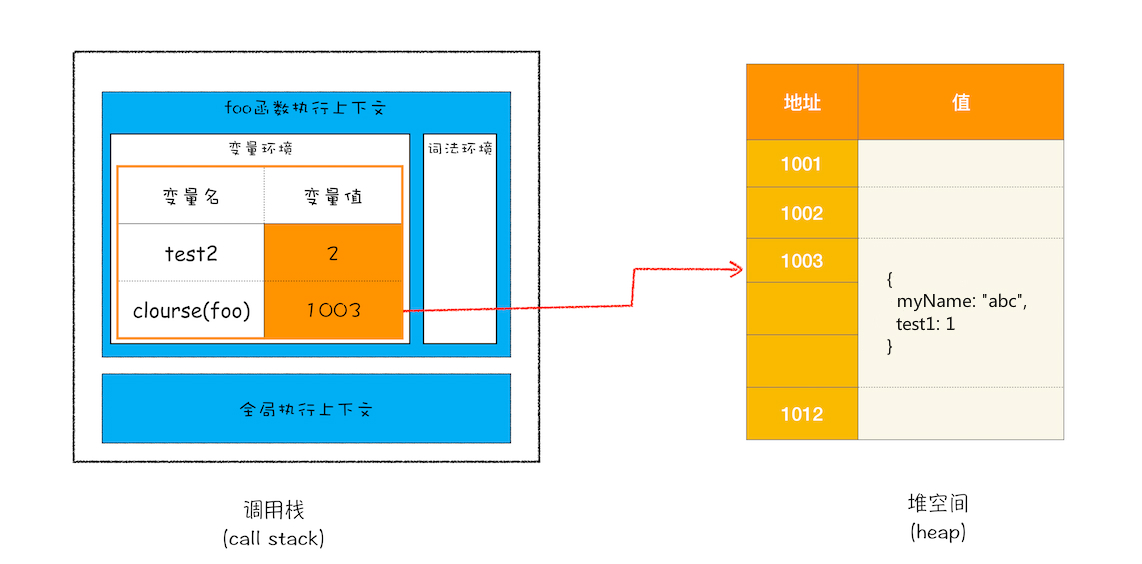 foo函数执行上下文
变量环境
词法环境
变量名 变量值
test2 2
clourse(foo) 1003
全局执行上下文
调用栈
(call stack)
地址 值
1001
1002
1003
{
myName: "abc",
test1: 1
}
1012
堆空间
(heap)